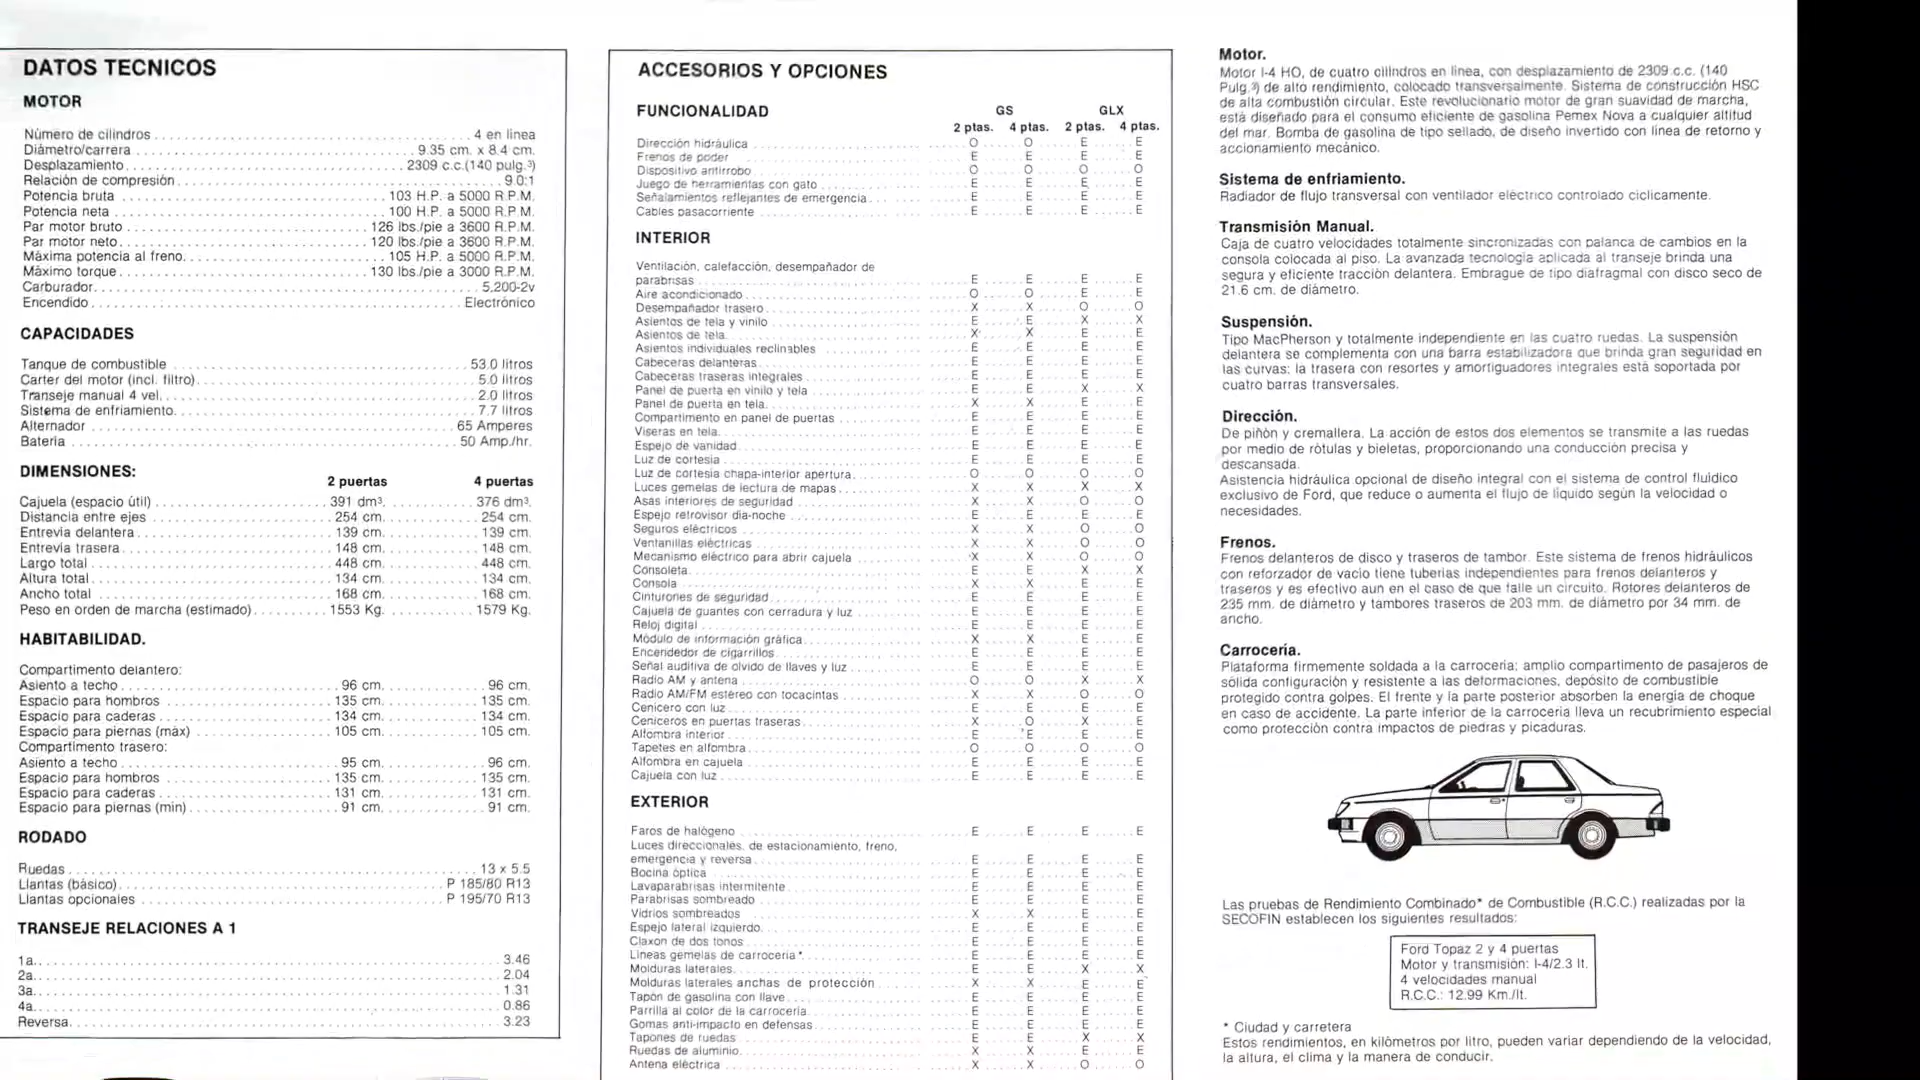 DATOS TECNICOS
MOTOR
Número de cilindros 4 en línea
Diámetro/carrera 9.35 cm. x 8.4 cm.
Desplazamiento 2309 c.c.(140 pulg.³)
Relación de compresión 9.0:1
Potencia bruta 103 H.P. a 5000 R.P.M.
Potencia neta 100 H.P. a 5000 R.P.M.
Par motor bruto 126 lbs./pie a 3600 R.P.M.
Par motor neto 120 lbs./pie a 3600 R.P.M.
Máxima potencia al freno 105 H.P. a 5000 R.P.M.
Máximo torque 130 lbs./pie a 3000 R.P.M.
Carburador 5,200-2v
Encendido Electrónico
CAPACIDADES
Tanque de combustible 53.0 litros
Carter del motor (incl. filtro) 5.0 litros
Transeje manual 4 vel. 2.0 litros
Sistema de enfriamiento 7.7 litros
Alternador 65 Amperes
Batería 50 Amp./hr.
DIMENSIONES:
2 puertas 4 puertas
Cajuela (espacio útil) 391 dm³. 376 dm³.
Distancia entre ejes 254 cm. 254 cm.
Entrevía delantera 139 cm. 139 cm.
Entrevía trasera 148 cm. 148 cm.
Largo total 448 cm. 448 cm.
Altura total 134 cm. 134 cm.
Ancho total 168 cm. 168 cm.
Peso en orden de marcha (estimado) 1553 Kg. 1579 Kg.
HABITABILIDAD.
Compartimento delantero:
Asiento a techo 96 cm. 96 cm.
Espacio para hombros 135 cm. 135 cm.
Espacio para caderas 134 cm. 134 cm.
Espacio para piernas (máx) 105 cm. 105 cm.
Compartimento trasero:
Asiento a techo 95 cm. 96 cm.
Espacio para hombros 135 cm. 135 cm.
Espacio para caderas 131 cm. 131 cm.
Espacio para piernas (min) 91 cm. 91 cm.
RODADO
Ruedas 13 x 5.5
Llantas (básico) P 185/80 R13
Llantas opcionales P 195/70 R13
TRANSEJE RELACIONES A 1
1a. 3.46
2a. 2.04
3a. 1.31
4a. 0.86
Reversa 3.23
ACCESORIOS Y OPCIONES
FUNCIONALIDAD GS GLX
2 ptas. 4 ptas. 2 ptas. 4 ptas.
Dirección hidráulica O O E E
Frenos de poder E E E E
Dispositivo antirrobo O O O O
Juego de herramientas con gato E E E E
Señalamientos reflejantes de emergencia E E E E
Cables pasacorriente E E E E
INTERIOR
Ventilación, calefacción, desempañador de
parabrisas E E E E
Aire acondicionado O O E E
Desempañador trasero X X O O
Asientos de tela y vinilo E E X X
Asientos de tela X X E E
Asientos individuales reclinables E E E E
Cabeceras delanteras E E E E
Cabeceras traseras integrales E E E E
Panel de puerta en vinilo y tela E E X X
Panel de puerta en tela X X E E
Compartimento en panel de puertas E E E E
Viseras en tela E E E E
Espejo de vanidad E E E E
Luz de cortesía E E E E
Luz de cortesía chapa-interior apertura O O O O
Luces gemelas de lectura de mapas X X X X
Asas interiores de seguridad X X O O
Espejo retrovisor día-noche E E E E
Seguros eléctricos X X O O
Ventanillas eléctricas X X O O
Mecanismo eléctrico para abrir cajuela X X O O
Consoleta E E X X
Consola X X E E
Cinturones de seguridad E E E E
Cajuela de guantes con cerradura y luz E E E E
Reloj digital E E E E
Módulo de información gráfica X X E E
Encendedor de cigarrillos E E E E
Señal auditiva de olvido de llaves y luz E E E E
Radio AM y antena O O X X
Radio AM/FM estéreo con tocacintas X X O O
Cenicero con luz E E E E
Ceniceros en puertas traseras X O X E
Alfombra interior E E E E
Tapetes en alfombra O O O O
Alfombra en cajuela E E E E
Cajuela con luz E E E E
EXTERIOR
Faros de halógeno E E E E
Luces direccionales, de estacionamiento, freno,
emergencia y reversa E E E E
Bocina óptica E E E E
Lavaparabrisas intermitente E E E E
Parabrisas sombreado E E E E
Vidrios sombreados X X E E
Espejo lateral izquierdo E E E E
Claxon de dos tonos E E E E
Líneas gemelas de carrocería* E E E E
Molduras laterales E E X X
Molduras laterales anchas de protección X X E E
Tapón de gasolina con llave E E E E
Parrilla al color de la carrocería E E E E
Gomas anti-impacto en defensas E E E E
Tapones de ruedas E E X X
Ruedas de aluminio X X E E
Antena eléctrica X X O O
Motor.
Motor I-4 HO, de cuatro cilindros en línea, con desplazamiento de 2309 c.c. (140
Pulg.³) de alto rendimiento, colocado transversalmente. Sistema de construcción HSC
de alta combustión circular. Este revolucionario motor de gran suavidad de marcha,
está diseñado para el consumo eficiente de gasolina Pemex Nova a cualquier altitud
del mar. Bomba de gasolina de tipo sellado, de diseño invertido con línea de retorno y
accionamiento mecánico.
Sistema de enfriamiento.
Radiador de flujo transversal con ventilador eléctrico controlado cíclicamente.
Transmisión Manual.
Caja de cuatro velocidades totalmente sincronizadas con palanca de cambios en la
consola colocada al piso. La avanzada tecnología aplicada al transeje brinda una
segura y eficiente tracción delantera. Embrague de tipo diafragmal con disco seco de
21.6 cm. de diámetro.
Suspensión.
Tipo MacPherson y totalmente independiente en las cuatro ruedas. La suspensión
delantera se complementa con una barra estabilizadora que brinda gran seguridad en
las curvas; la trasera con resortes y amortiguadores integrales está soportada por
cuatro barras transversales.
Dirección.
De piñón y cremallera. La acción de estos dos elementos se transmite a las ruedas
por medio de rótulas y bieletas, proporcionando una conducción precisa y
descansada.
Asistencia hidráulica opcional de diseño integral con el sistema de control fluídico
exclusivo de Ford, que reduce o aumenta el flujo de líquido según la velocidad o
necesidades.
Frenos.
Frenos delanteros de disco y traseros de tambor. Este sistema de frenos hidráulicos
con reforzador de vacío tiene tuberías independientes para frenos delanteros y
traseros y es efectivo aun en el caso de que falle un circuito. Rotores delanteros de
235 mm. de diámetro y tambores traseros de 203 mm. de diámetro por 34 mm. de
ancho.
Carrocería.
Plataforma firmemente soldada a la carrocería; amplio compartimento de pasajeros de
sólida configuración y resistente a las deformaciones, depósito de combustible
protegido contra golpes. El frente y la parte posterior absorben la energía de choque
en caso de accidente. La parte inferior de la carrocería lleva un recubrimiento especial
como protección contra impactos de piedras y picaduras.
Las pruebas de Rendimiento Combinado* de Combustible (R.C.C.) realizadas por la
SECOFIN establecen los siguientes resultados:
Ford Topaz 2 y 4 puertas
Motor y transmisión: I-4/2.3 lt.
4 velocidades manual
R.C.C.: 12.99 Km./lt.
* Ciudad y carretera
Estos rendimientos, en kilómetros por litro, pueden variar dependiendo de la velocidad,
la altura, el clima y la manera de conducir.